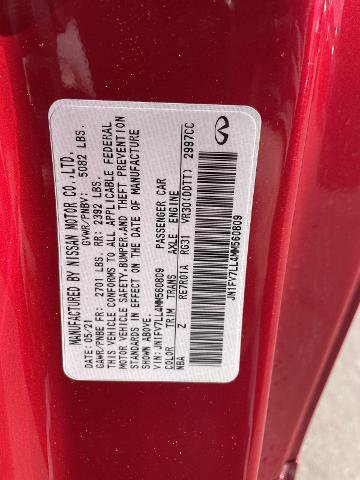 MANUFACTURED BY NISSAN MOTOR CO., LTD.
DATE: 05/21 GVWR/PNBV: 5082 LBS.
GAWR/PNBE FR: 2701 LBS. RR: 2392 LBS.
THIS VEHICLE CONFORMS TO ALL APPLICABLE FEDERAL
MOTOR VEHICLE SAFETY, BUMPER, AND THEFT PREVENTION
STANDARDS IN EFFECT ON THE DATE OF MANUFACTURE
SHOWN ABOVE.
VIN: JN1FV7LL4MM560809 PASSENGER CAR
COLOR TRIM TRANS AXLE ENGINE
NBA Z RE7R01A RG31 VR30(DDTT) 2997CC
JN1FV7LL4MM560809